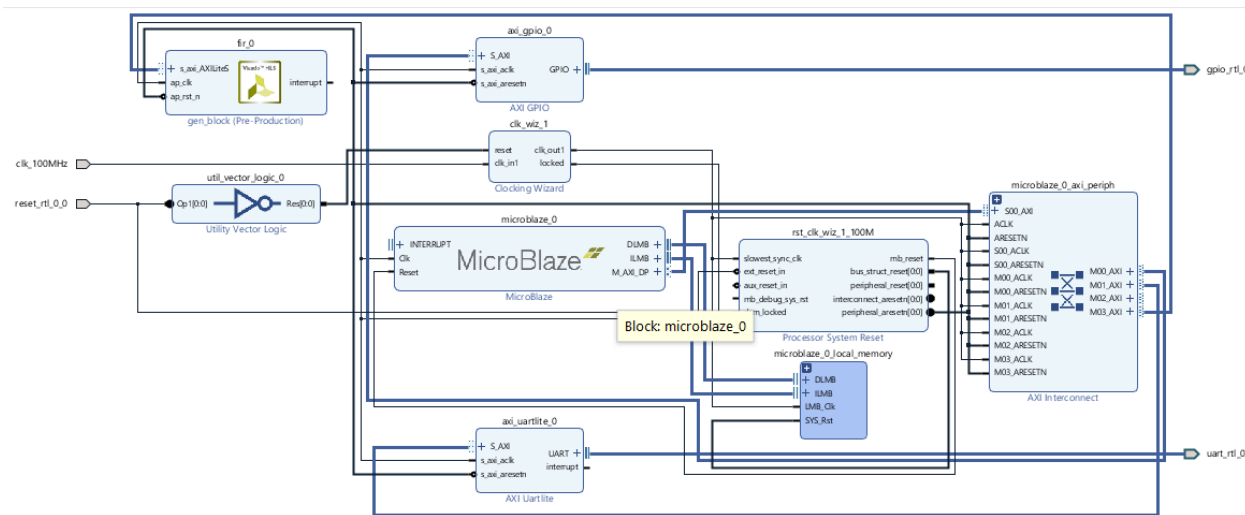 fir_0
s_axi_AXILiteS
ap_clk
ap_rst_n
interrupt
Vivado™ HLS
gen_block (Pre-Production)
axi_gpio_0
S_AXI
s_axi_aclk
s_axi_aresetn
GPIO
AXI GPIO
gpio_rtl_0
clk_wiz_1
reset
clk_in1
clk_out1
locked
Clocking Wizard
clk_100MHz
reset_rtl_0_0
util_vector_logic_0
Op1[0:0]
Res[0:0]
Utility Vector Logic
microblaze_0
INTERRUPT
Clk
Reset
MicroBlaze
DLMB
ILMB
M_AXI_DP
MicroBlaze
Block: microblaze_0
rst_clk_wiz_1_100M
slowest_sync_clk
ext_reset_in
aux_reset_in
mb_debug_sys_rst
m_locked
mb_reset
bus_struct_reset[0:0]
peripheral_reset[0:0]
interconnect_aresetn[0:0]
peripheral_aresetn[0:0]
Processor System Reset
microblaze_0_local_memory
DLMB
ILMB
LMB_Clk
SYS_Rst
microblaze_0_axi_periph
S00_AXI
ACLK
ARESETN
S00_ACLK
S00_ARESETN
M00_ACLK
M00_ARESETN
M01_ACLK
M01_ARESETN
M02_ACLK
M02_ARESETN
M03_ACLK
M03_ARESETN
M00_AXI
M01_AXI
M02_AXI
M03_AXI
AXI Interconnect
axi_uartlite_0
S_AXI
s_axi_aclk
s_axi_aresetn
UART
interrupt
AXI Uartlite
uart_rtl_0